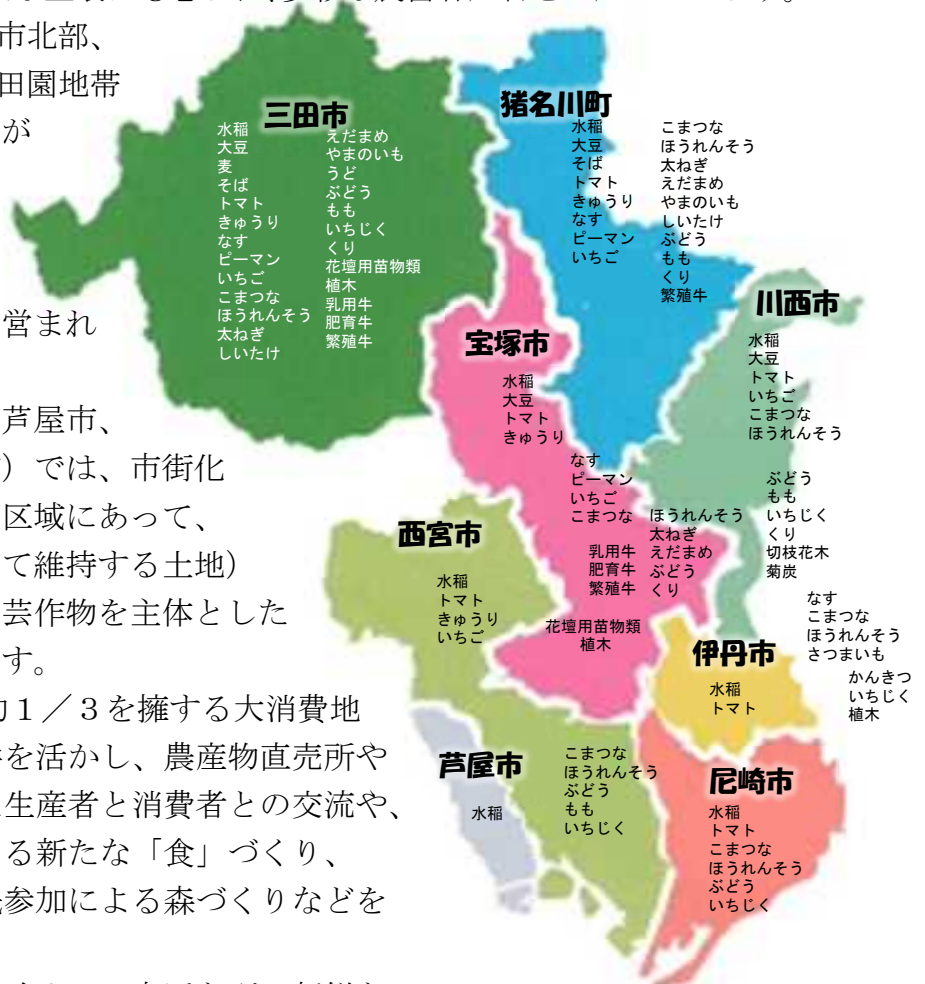 市北部、
田園地帯
が
営まれ
芦屋市、
）では、市街化
区域にあって、
て維持する土地）
芸作物を主体とした
す。
１／３を擁する大消費地
を活かし、農産物直売所や
生産者と消費者との交流や、
る新たな「食」づくり、
参加による森づくりなどを
三田市
水稲
大豆
麦
そば
トマト
きゅうり
なす
ピーマン
いちご
こまつな
ほうれんそう
太ねぎ
しいたけ
えだまめ
やまのいも
うど
ぶどう
もも
いちじく
くり
花壇用苗物類
植木
乳用牛
肥育牛
繁殖牛
猪名川町
水稲
大豆
そば
トマト
きゅうり
なす
ピーマン
いちご
こまつな
ほうれんそう
太ねぎ
えだまめ
やまのいも
しいたけ
ぶどう
もも
くり
繁殖牛
川西市
水稲
大豆
トマト
いちご
こまつな
ほうれんそう
ぶどう
もも
いちじく
くり
切枝花木
菊炭
宝塚市
水稲
大豆
トマト
きゅうり
なす
ピーマン
いちご
こまつな
ほうれんそう
太ねぎ
えだまめ
ぶどう
くり
乳用牛
肥育牛
繁殖牛
花壇用苗物類
植木
西宮市
水稲
トマト
きゅうり
いちご
こまつな
ほうれんそう
ぶどう
もも
いちじく
伊丹市
水稲
トマト
なす
こまつな
ほうれんそう
さつまいも
かんきつ
いちじく
植木
芦屋市
水稲
尼崎市
水稲
トマト
こまつな
ほうれんそう
ぶどう
いちじく